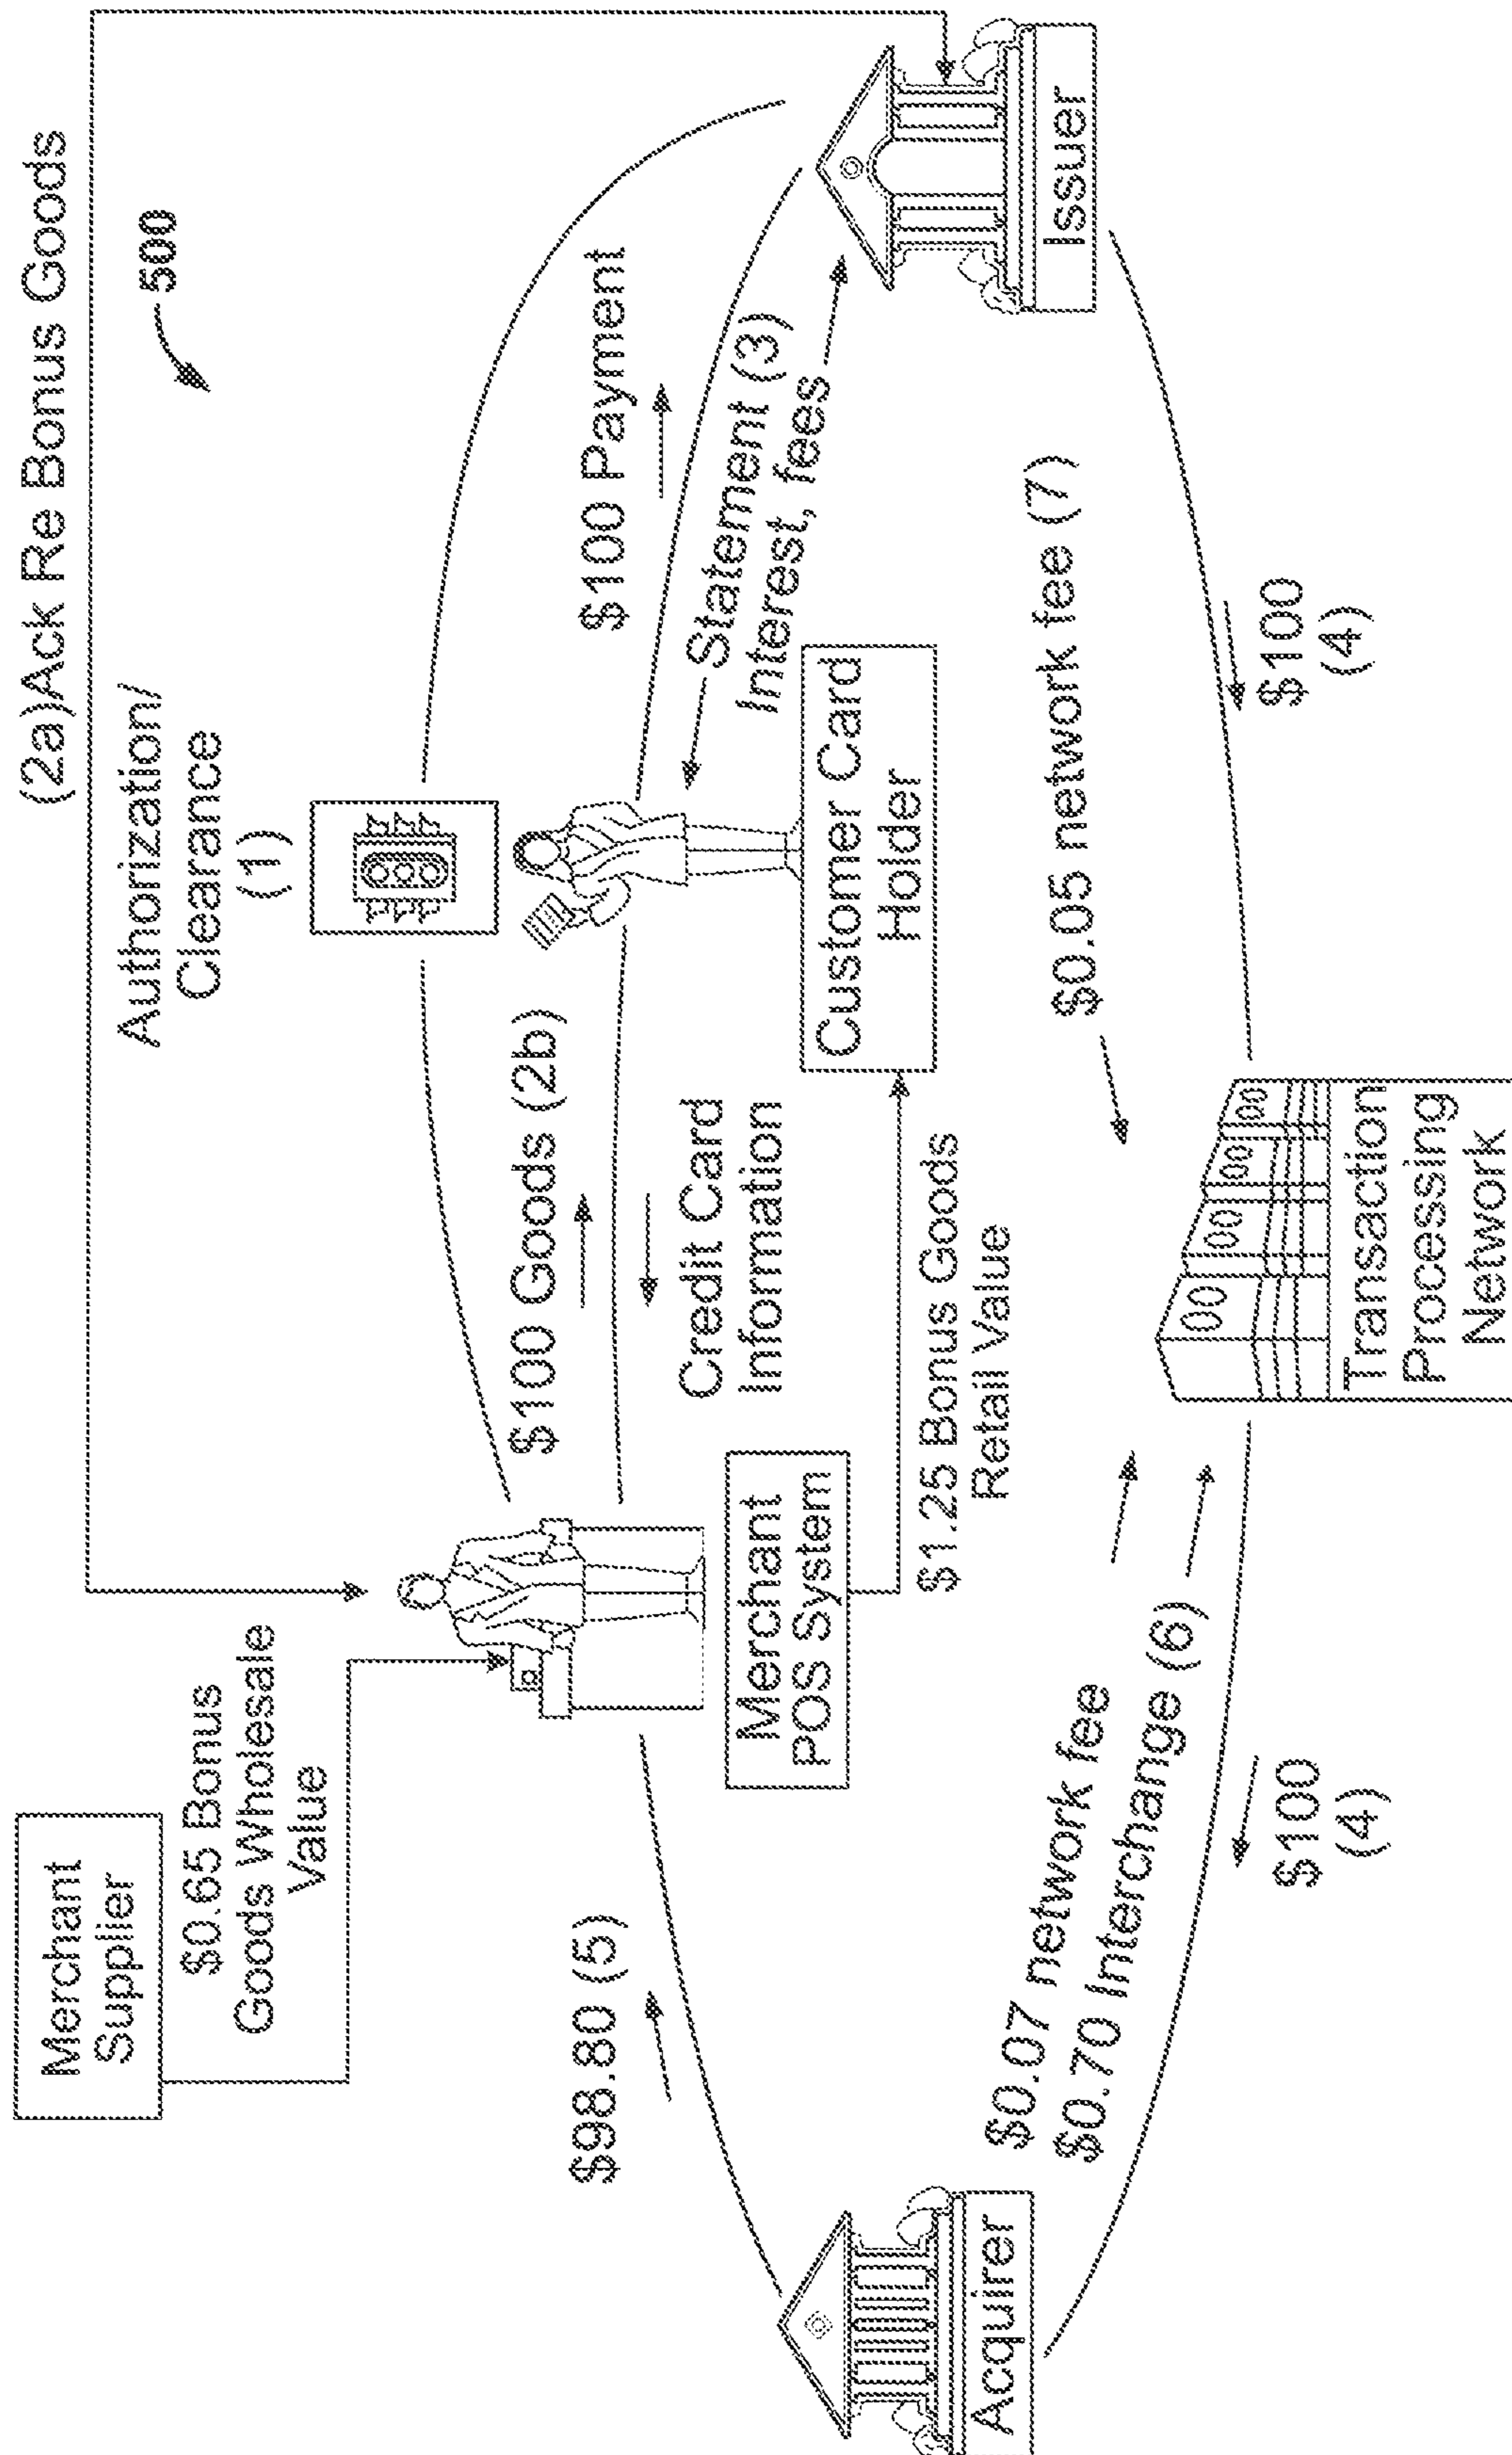 (2a)Ack Re Bonus Goods
500
Authorization/
Clearance
(1)
Merchant
Supplier
$0.65 Bonus
Goods Wholesale
Value
$98.80 (5)
$100 Goods (2b)
Credit Card
Information
$100 Payment
Statement (3)
Interest, fees
Merchant
POS System
Customer Card
Holder
Issuer
$1.25 Bonus Goods
Retail Value
Acquirer
$0.07 network fee
$0.70 Interchange (6)
$0.05 network fee (7)
$100
(4)
$100
(4)
Transaction
Processing
Network